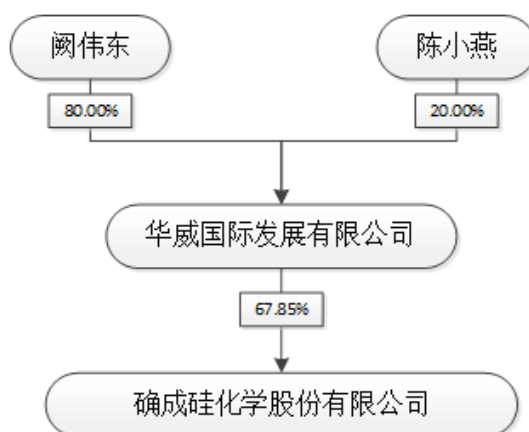 阙伟东
陈小燕
80.00%
20.00%
华威国际发展有限公司
67.85%
确成硅化学股份有限公司